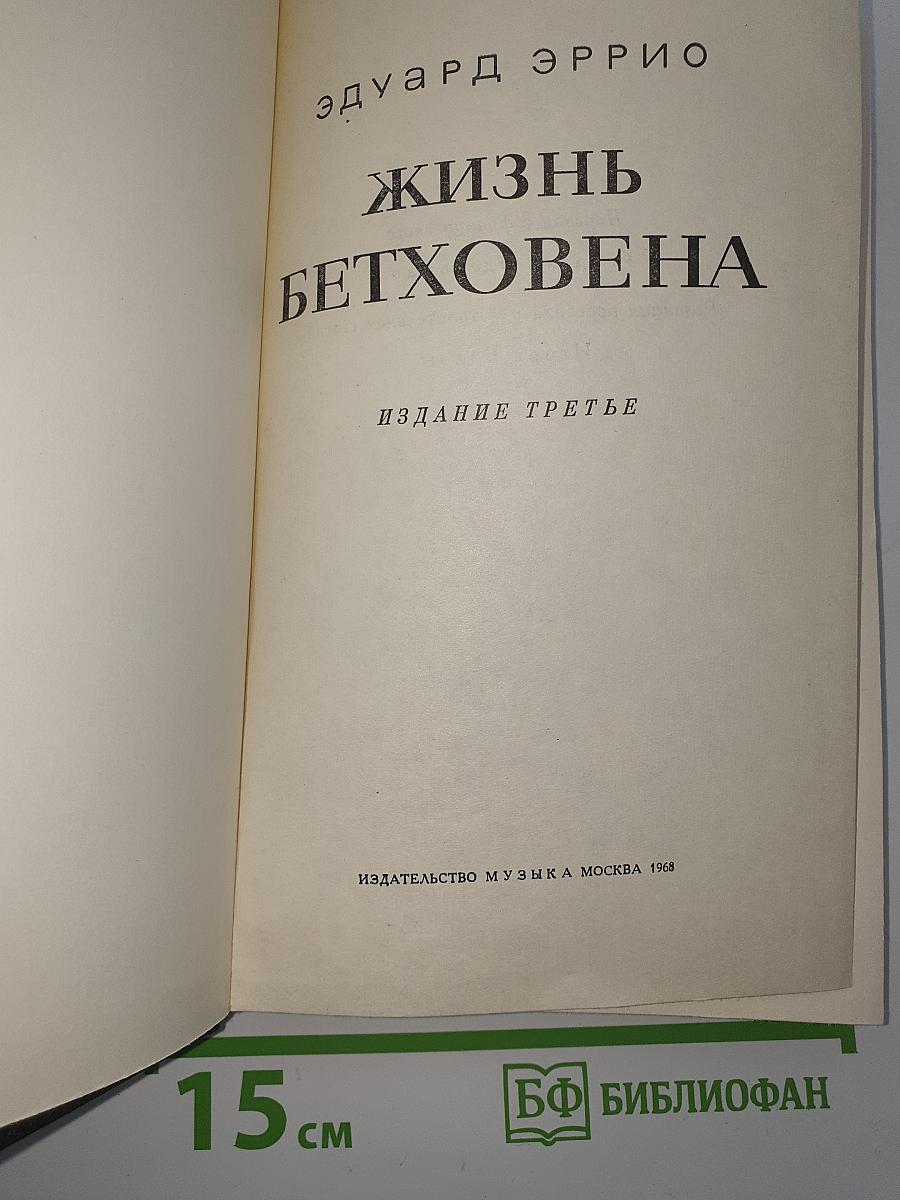 ЭДУАРД ЭРРИО
ЖИЗНЬ
БЕТХОВЕНА
ИЗДАНИЕ ТРЕТЬЕ
ИЗДАТЕЛЬСТВО МУЗЫКА МОСКВА 1968
15 см
БФ БИБЛИОФАН